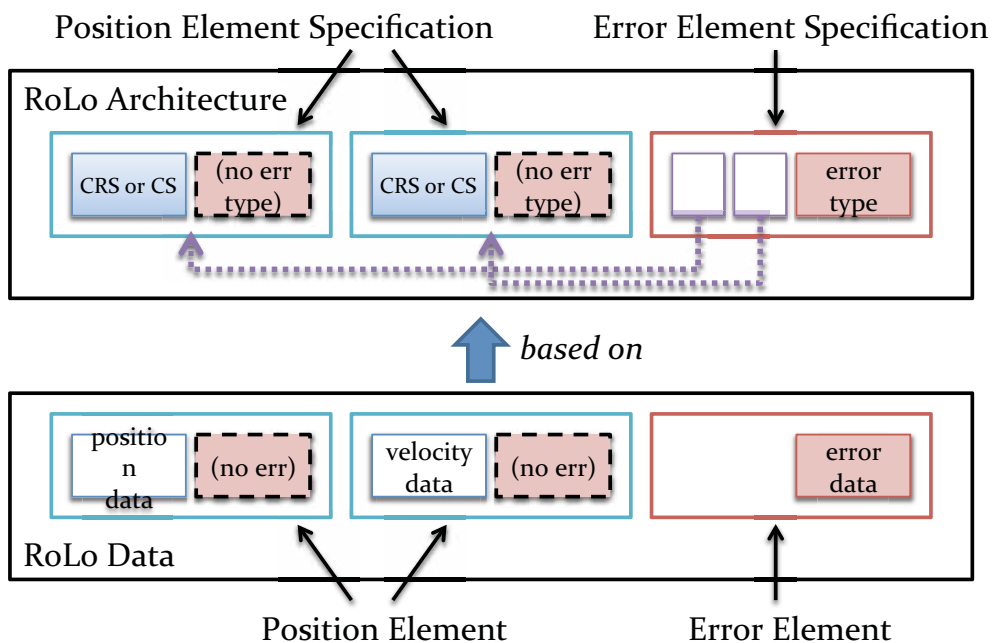 Position Element Specification
Error Element Specification
RoLo Architecture
CRS or CS
(no err
type)
CRS or CS
(no err
type)
error
type
based on
positio
n
data
(no err)
velocity
data
(no err)
error
data
RoLo Data
Position Element
Error Element